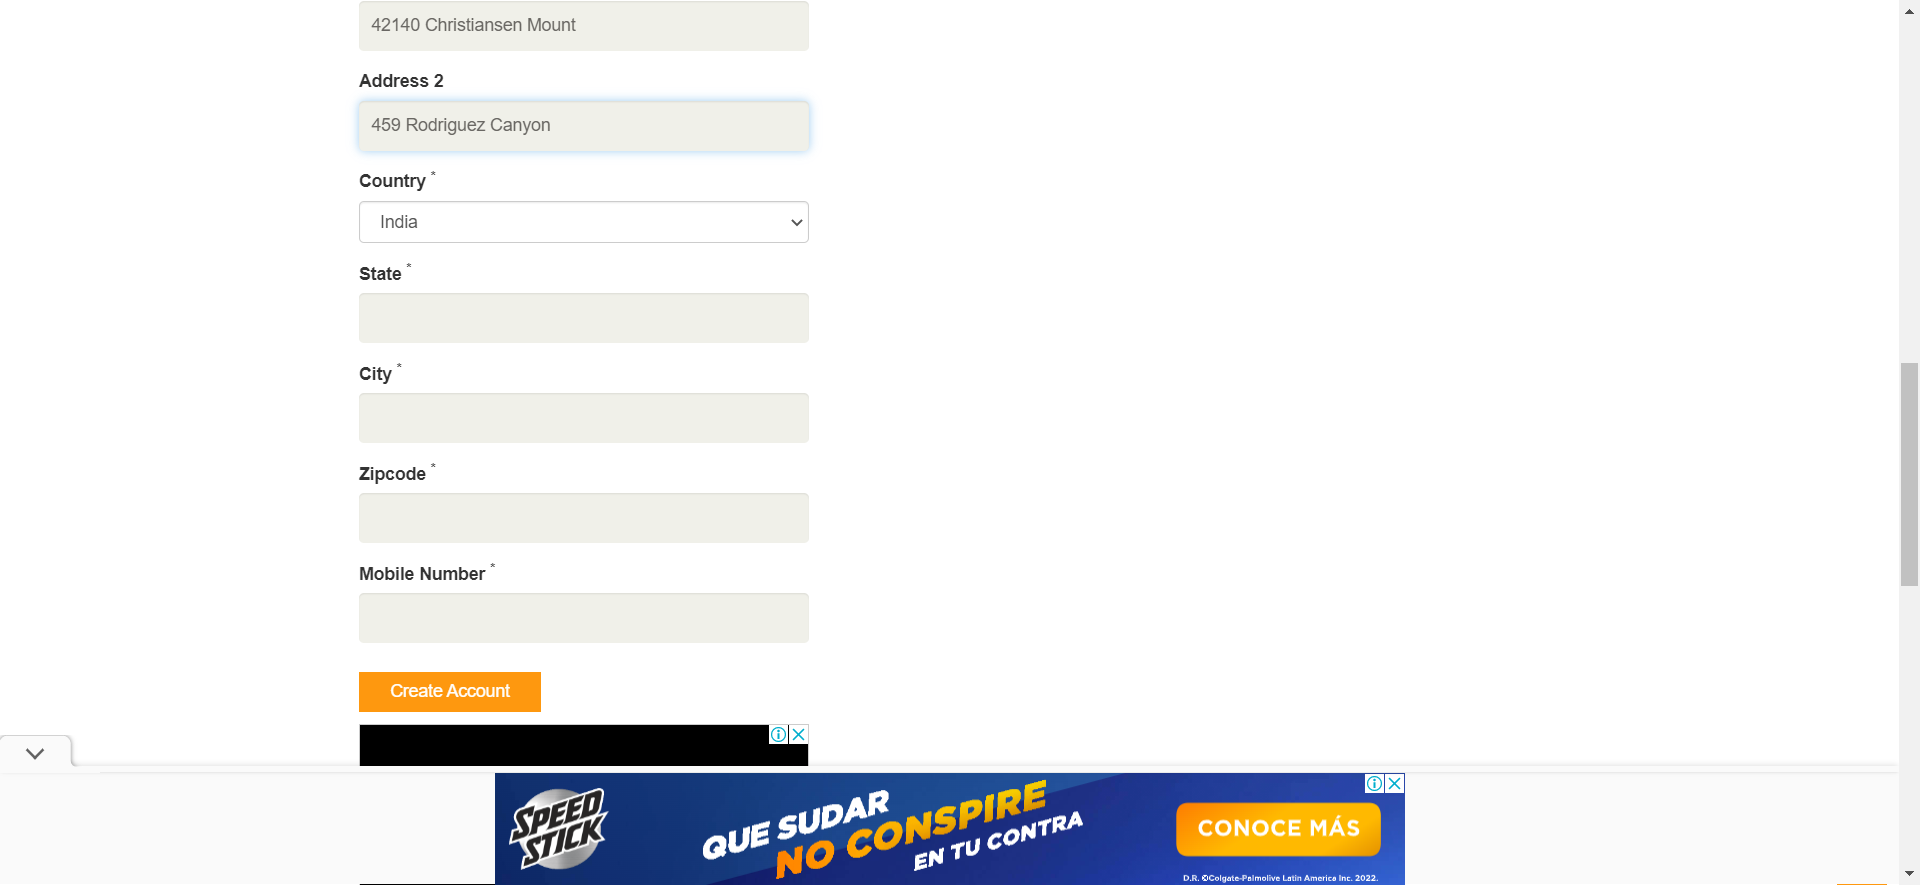 42140 Christiansen Mount
Address 2
459 Rodriguez Canyon
Country *
India
State *
City *
Zipcode *
Mobile Number *
Create Account
SPEED STICK
QUE SUDAR
NO CONSPIRE
EN TU CONTRA
CONOCE MÁS
D.R. ©Colgate-Palmolive Latin America Inc. 2022.